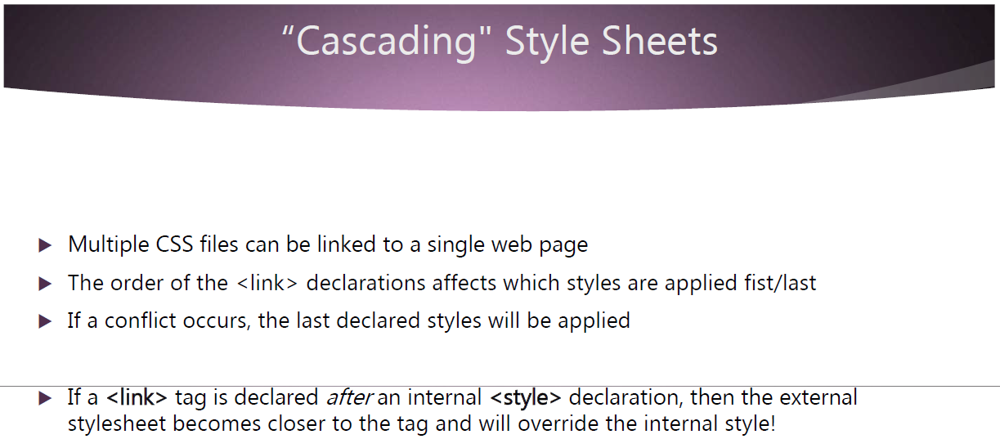 “Cascading" Style Sheets
Multiple CSS files can be linked to a single web page
The order of the <link> declarations affects which styles are applied fist/last
If a conflict occurs, the last declared styles will be applied
If a <link> tag is declared after an internal <style> declaration, then the external
stylesheet becomes closer to the tag and will override the internal style!